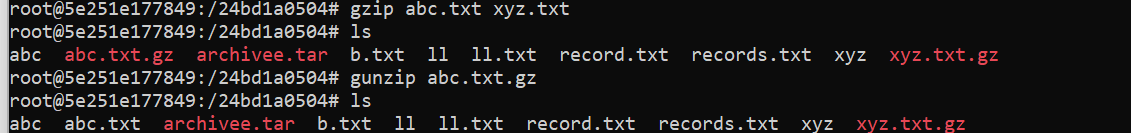 root@5e251e177849:/24bd1a0504# gzip abc.txt xyz.txt
root@5e251e177849:/24bd1a0504# ls
abc  abc.txt.gz  archivee.tar  b.txt  ll  ll.txt  record.txt  records.txt  xyz  xyz.txt.gz
root@5e251e177849:/24bd1a0504# gunzip abc.txt.gz
root@5e251e177849:/24bd1a0504# ls
abc  abc.txt  archivee.tar  b.txt  ll  ll.txt  record.txt  records.txt  xyz  xyz.txt.gz